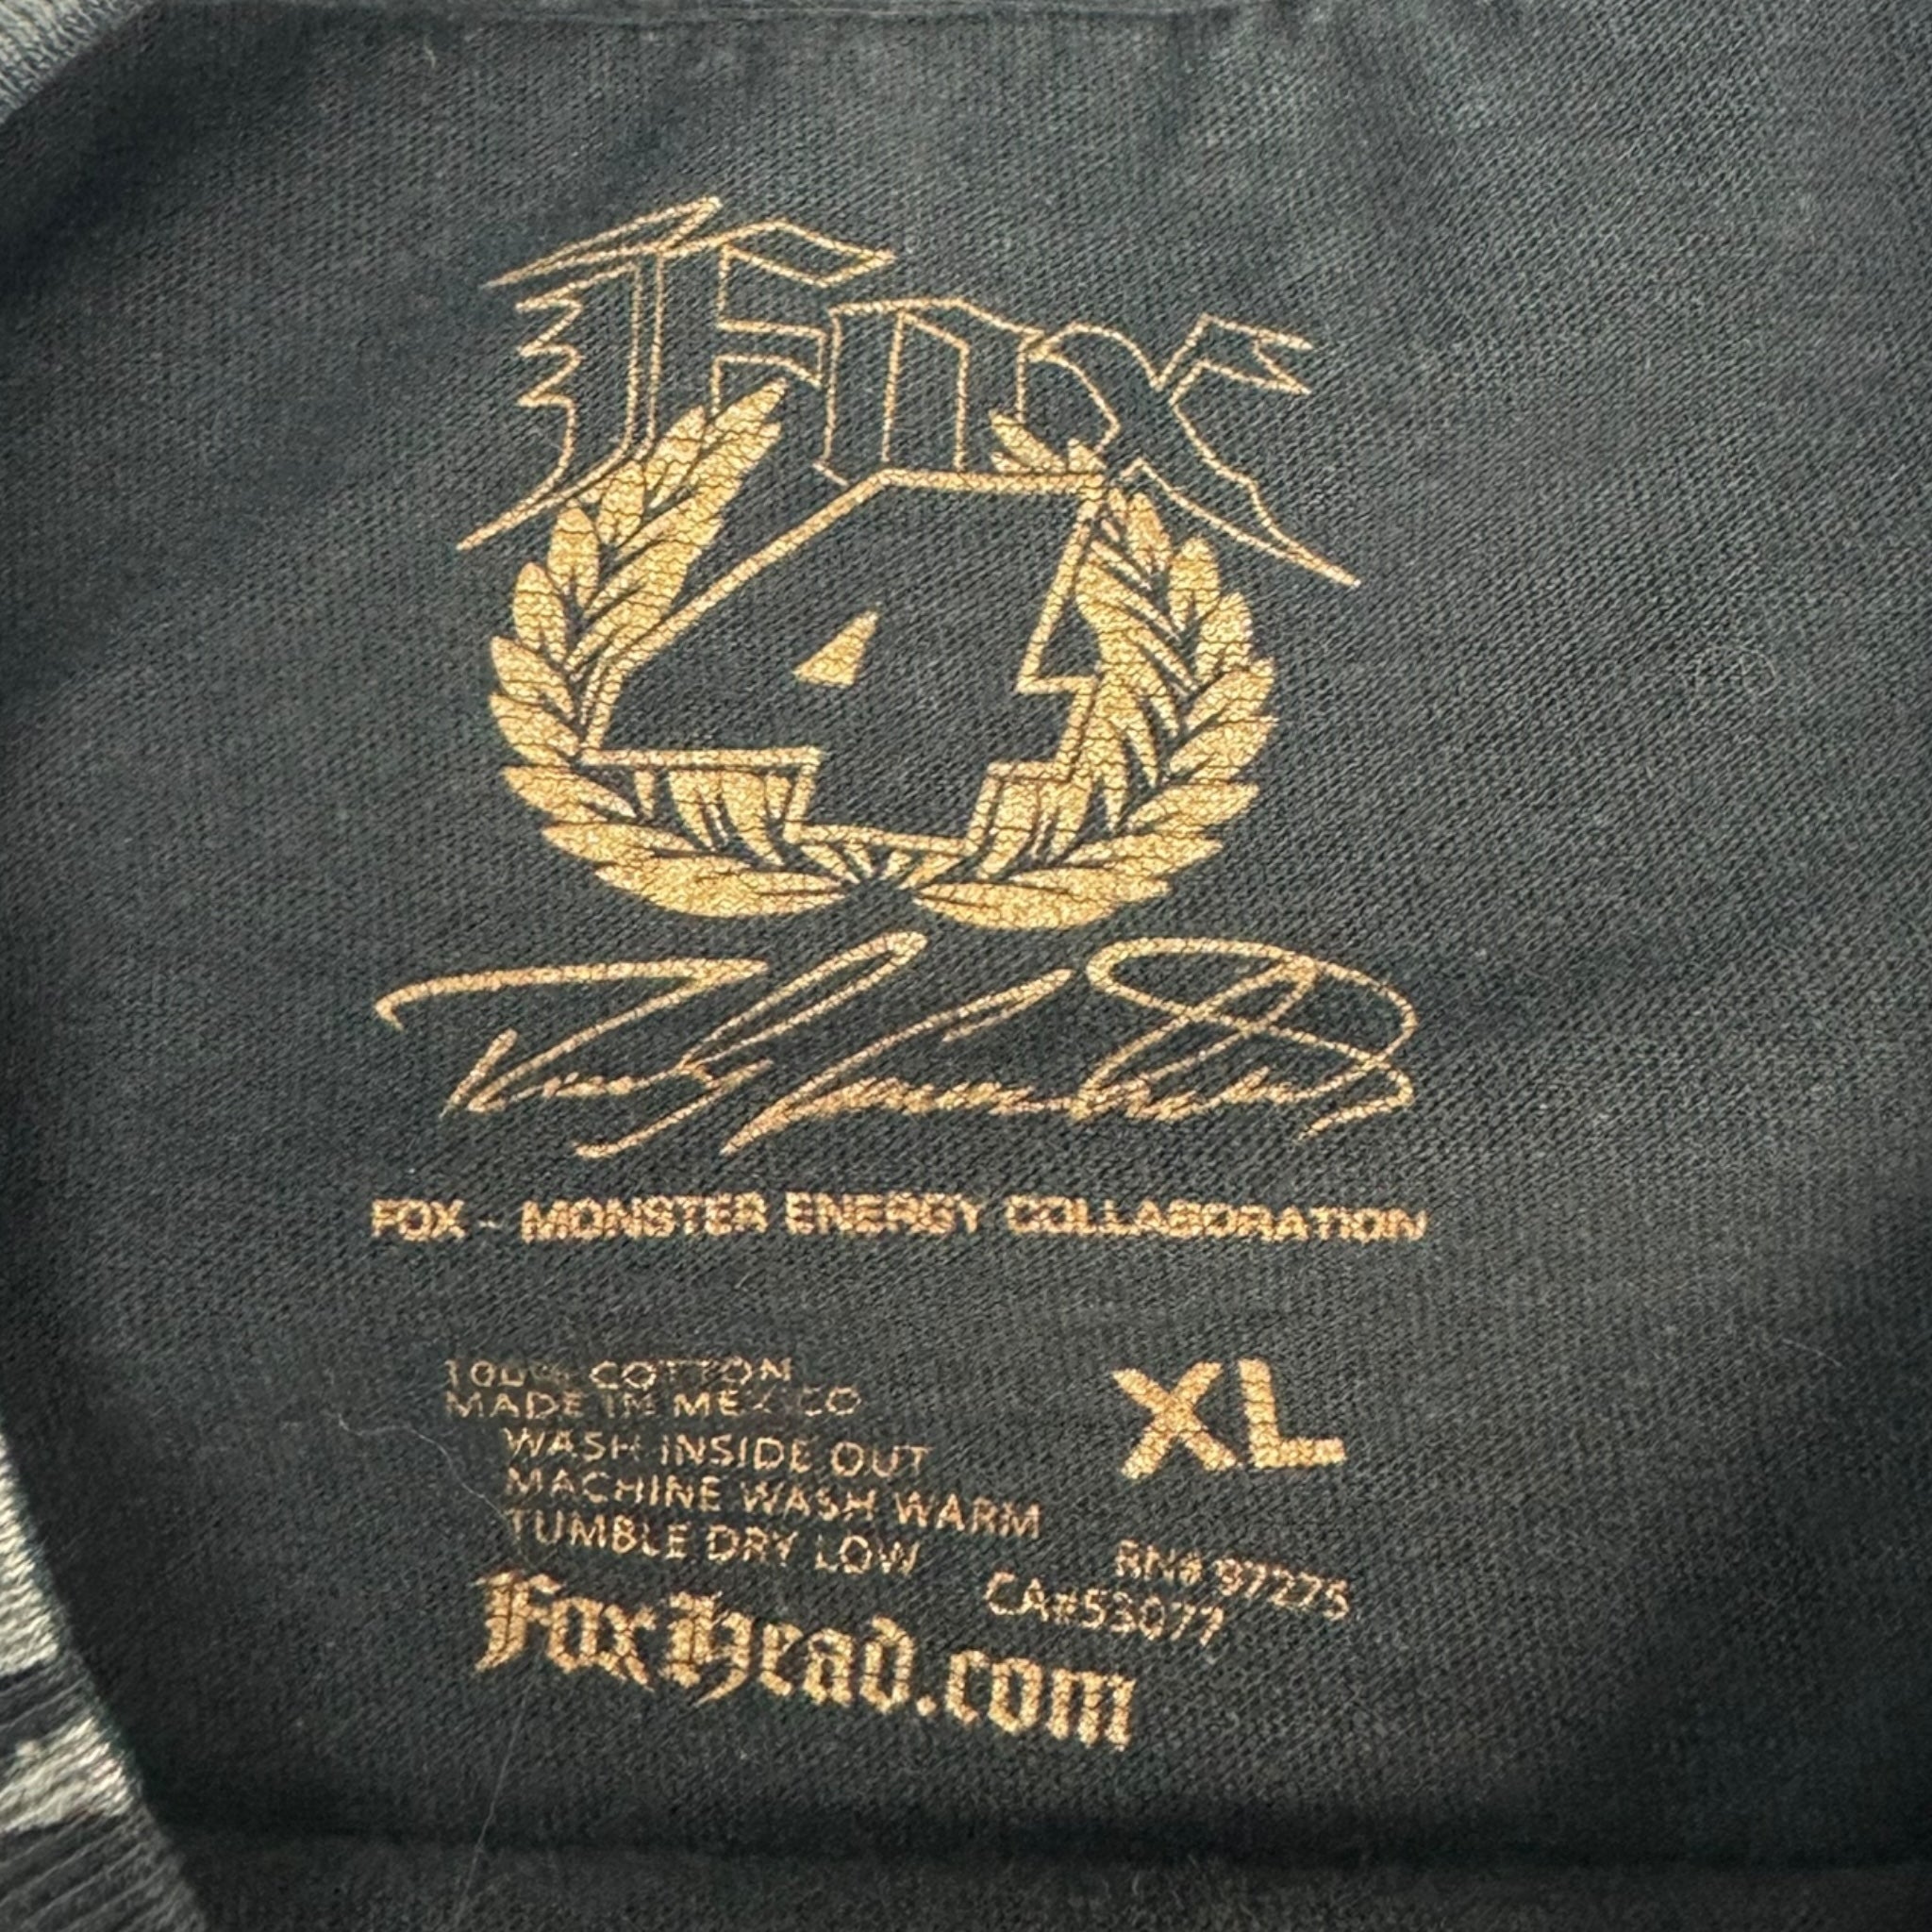 Fox
4
FOX - MONSTER ENERGY COLLABORATION
100% COTTON
MADE IN MEXICO
XL
WASH INSIDE OUT
MACHINE WASH WARM
TUMBLE DRY LOW
RN# 97275
CA#53077
FoxHead.com